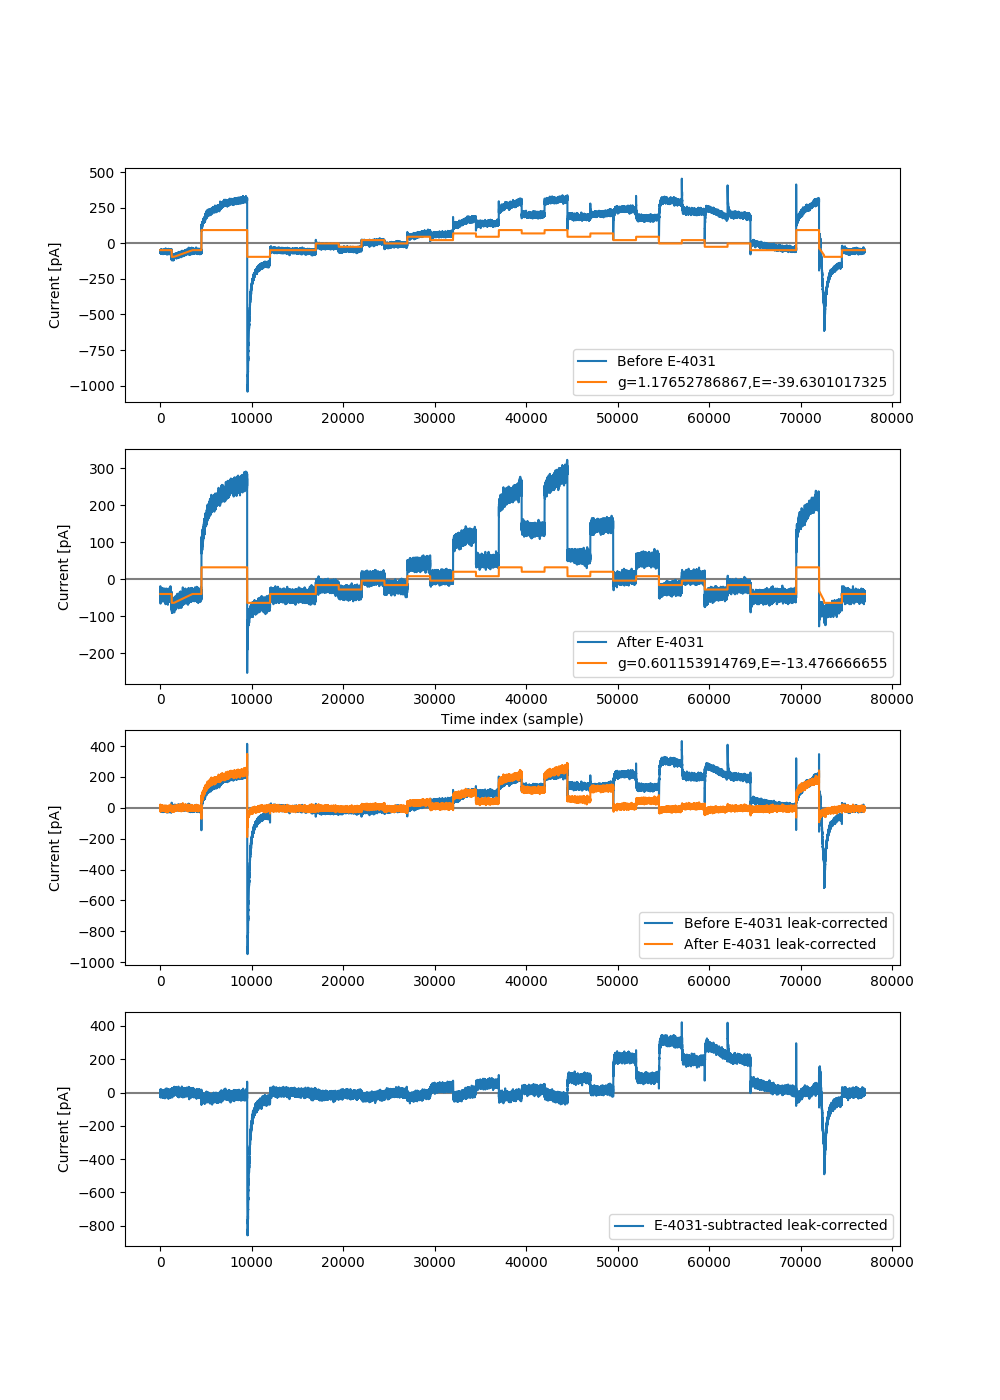 500
250
0
−250
−500
−750
−1000
Current [pA]
Before E-4031
g=1.17652786867,E=-39.6301017325
0 10000 20000 30000 40000 50000 60000 70000 80000
300
200
100
0
−100
−200
Current [pA]
After E-4031
g=0.601153914769,E=-13.476666655
0 10000 20000 30000 40000 50000 60000 70000 80000
Time index (sample)
400
200
0
−200
−400
−600
−800
−1000
Current [pA]
Before E-4031 leak-corrected
After E-4031 leak-corrected
0 10000 20000 30000 40000 50000 60000 70000 80000
400
200
0
−200
−400
−600
−800
Current [pA]
E-4031-subtracted leak-corrected
0 10000 20000 30000 40000 50000 60000 70000 80000